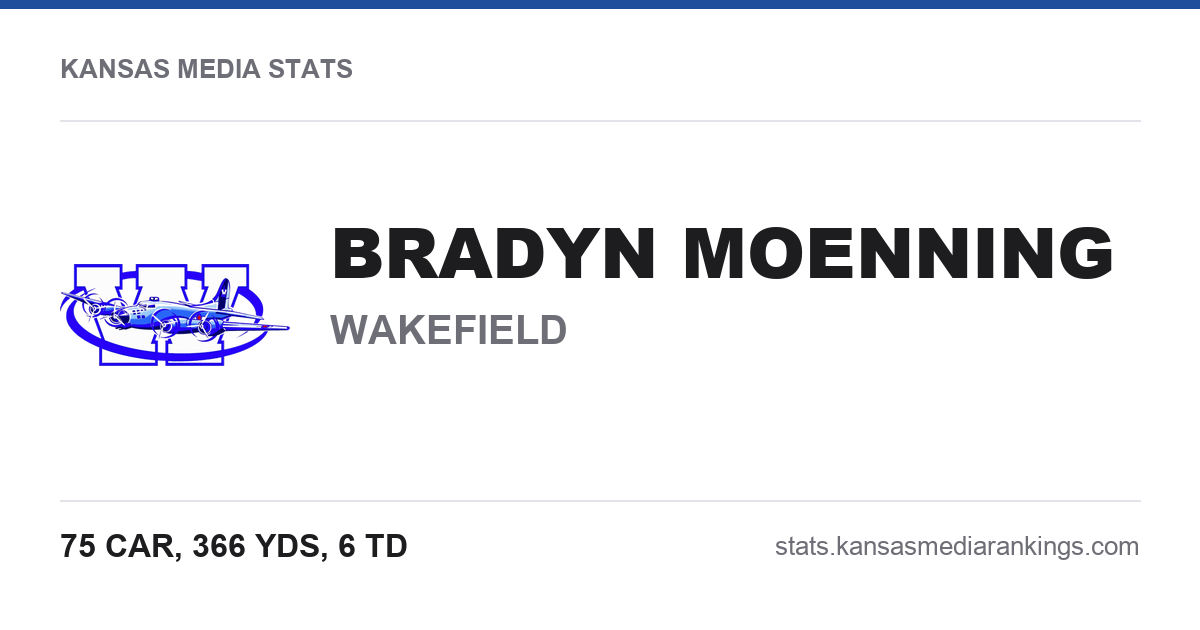 KANSAS MEDIA STATS
BRADYN MOENNING
WAKEFIELD
75 CAR, 366 YDS, 6 TD
stats.kansasmediarankings.com